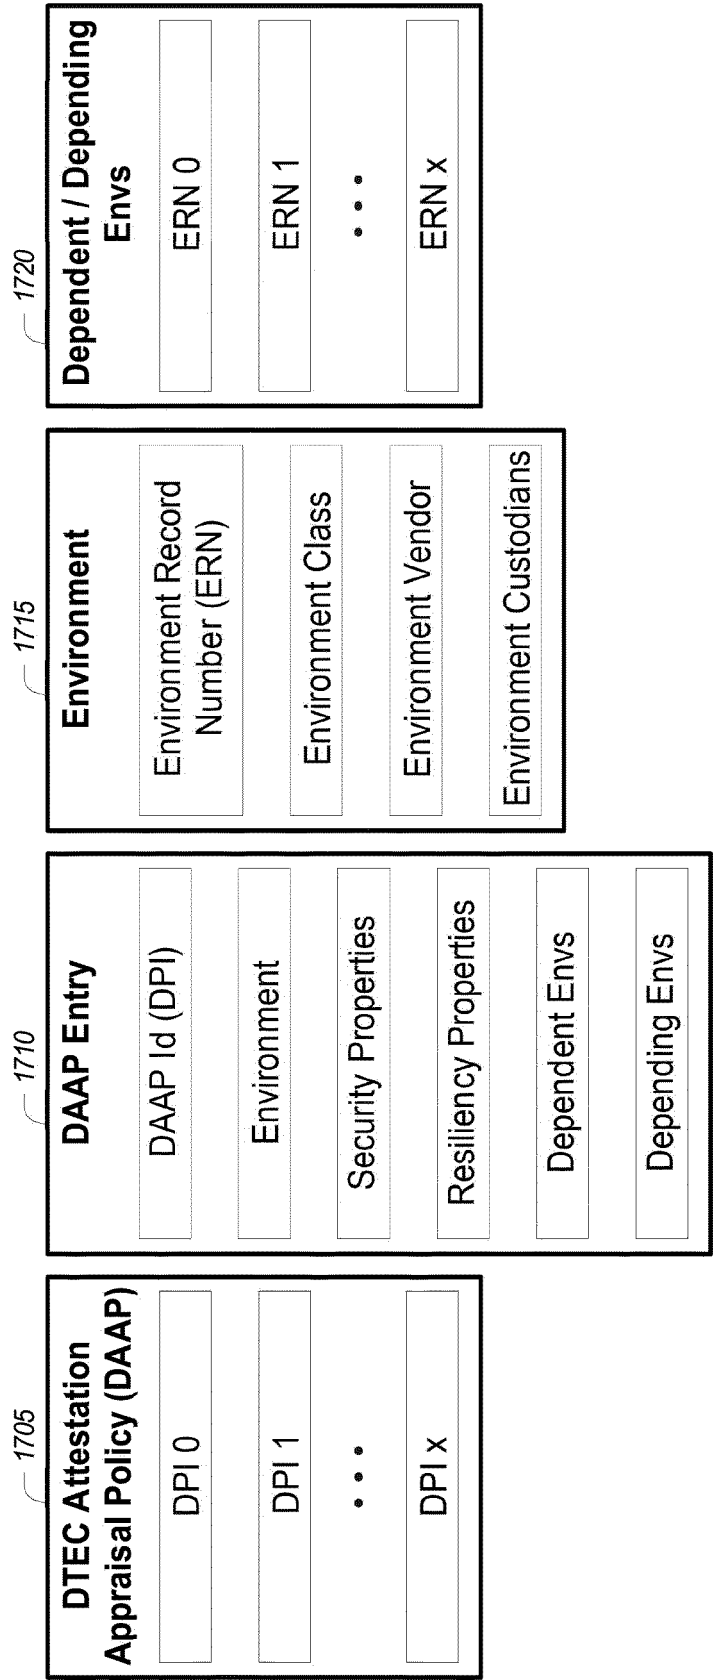 1705
DTEC Attestation
Appraisal Policy (DAAP)
DPI 0
DPI 1
• • •
DPI x
1710
DAAP Entry
DAAP Id (DPI)
Environment
Security Properties
Resiliency Properties
Dependent Envs
Depending Envs
1715
Environment
Environment Record
Number (ERN)
Environment Class
Environment Vendor
Environment Custodians
1720
Dependent / Depending
Envs
ERN 0
ERN 1
• • •
ERN x